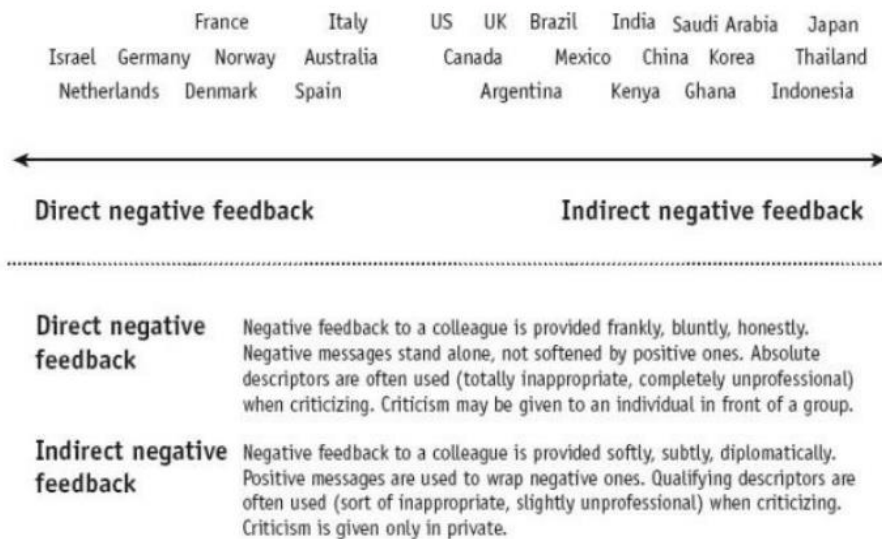 France Italy US UK Brazil India Saudi Arabia Japan
Israel Germany Norway Australia Canada Mexico China Korea Thailand
Netherlands Denmark Spain Argentina Kenya Ghana Indonesia
Direct negative feedback Indirect negative feedback
Direct negative feedback
Negative feedback to a colleague is provided frankly, bluntly, honestly.
Negative messages stand alone, not softened by positive ones. Absolute
descriptors are often used (totally inappropriate, completely unprofessional)
when criticizing. Criticism may be given to an individual in front of a group.
Indirect negative feedback
Negative feedback to a colleague is provided softly, subtly, diplomatically.
Positive messages are used to wrap negative ones. Qualifying descriptors are
often used (sort of inappropriate, slightly unprofessional) when criticizing.
Criticism is given only in private.